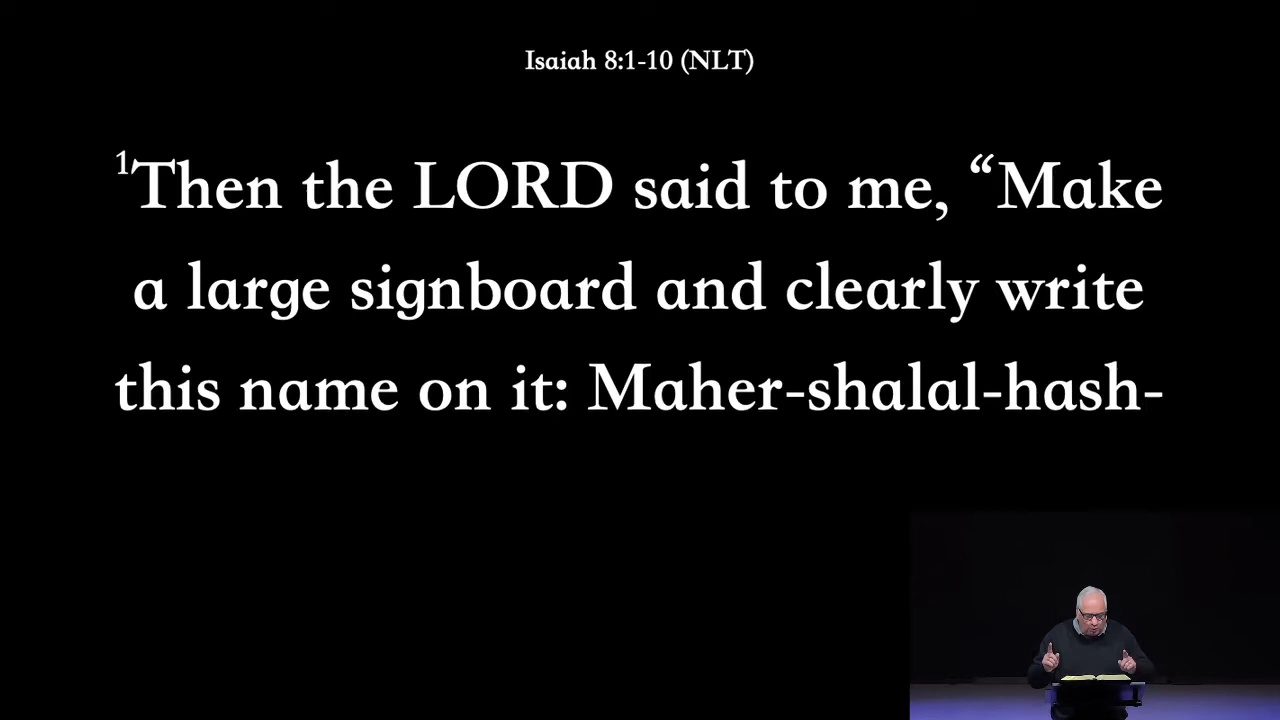 Isaiah 8:1-10 (NLT)
¹Then the LORD said to me, “Make
a large signboard and clearly write
this name on it: Maher-shalal-hash-